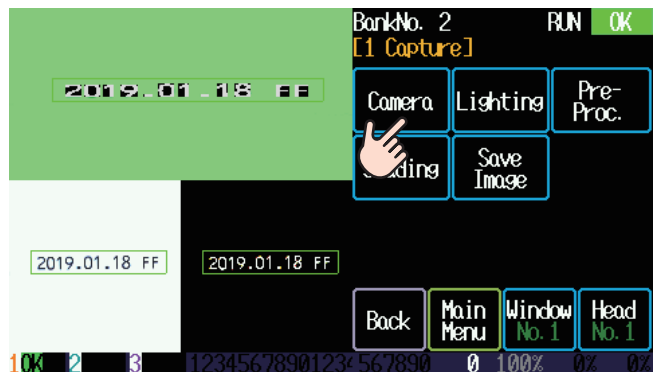 BankNo. 2 RUN OK
[1 Capture]
2019.01.18 FF
Camera Lighting Pre-Proc.
Save Image
2019.01.18 FF
2019.01.18 FF
Back Main Menu Window No.1 Head No.1
1OK 2 3 12345678901234567890 0 100% 0% 0%